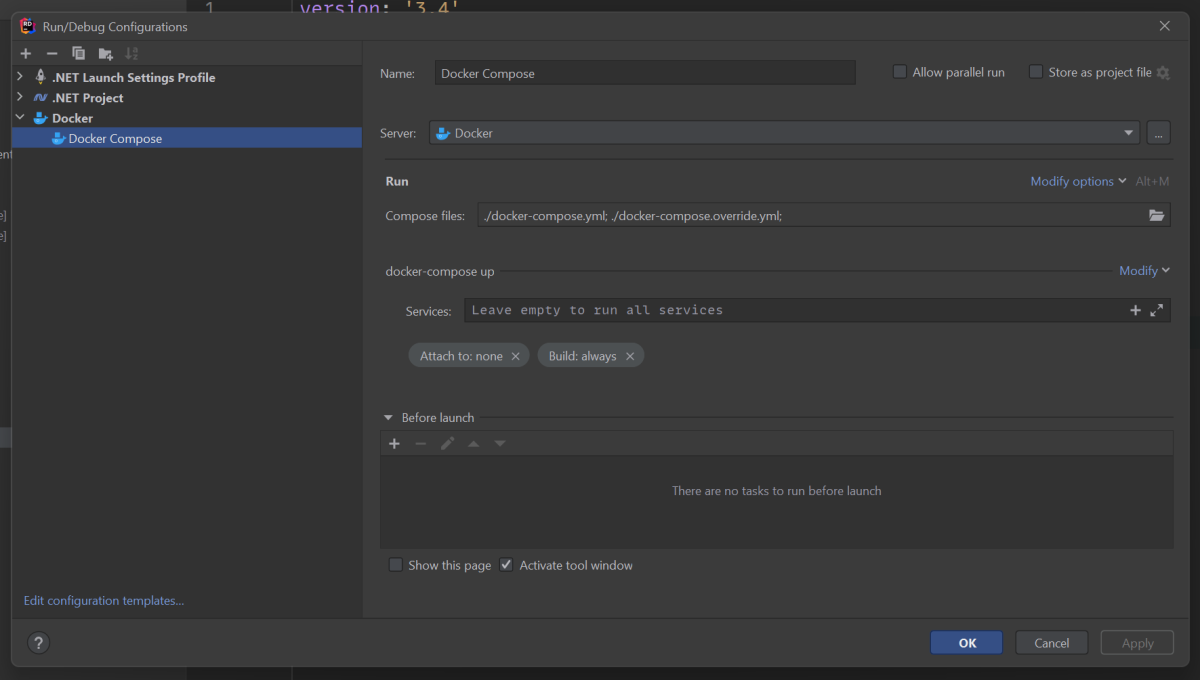 1 version: '3.4'
Run/Debug Configurations
.NET Launch Settings Profile
.NET Project
Docker
Docker Compose
Edit configuration templates...
Name: Docker Compose
Allow parallel run
Store as project file
Server: Docker
...
Run
Modify options Alt+M
Compose files: ./docker-compose.yml; ./docker-compose.override.yml;
docker-compose up
Modify
Services: Leave empty to run all services
Attach to: none
Build: always
Before launch
There are no tasks to run before launch
Show this page
Activate tool window
?
OK
Cancel
Apply